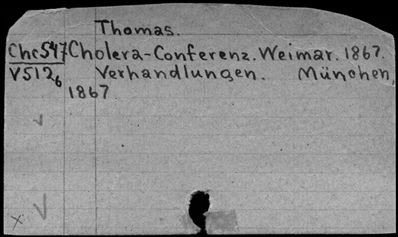 Thomas.
Chc547 Cholera-Conferenz. Weimar. 1867.
V512₆ Verhandlungen. München,
1867
x